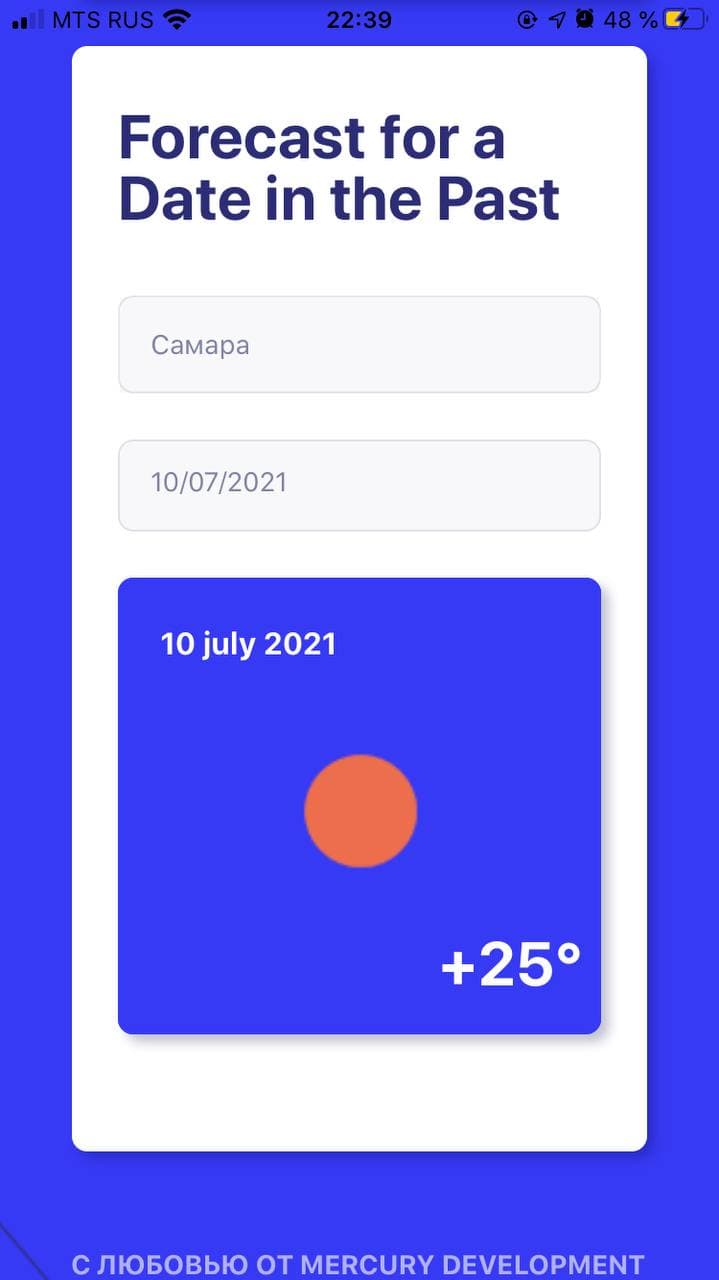 MTS RUS 22:39 48 %
Forecast for a
Date in the Past
Самара
10/07/2021
10 july 2021
+25°
С ЛЮБОВЬЮ ОТ MERCURY DEVELOPMENT